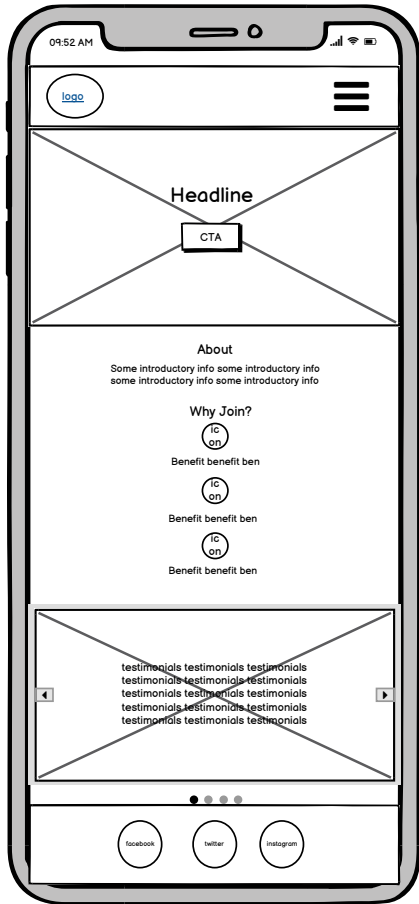 09:52 AM
logo
Headline
CTA
About
Some introductory info some introductory info
some introductory info some introductory info
Why Join?
ic
on
Benefit benefit ben
ic
on
Benefit benefit ben
ic
on
Benefit benefit ben
testimonials testimonials testimonials
testimonials testimonials testimonials
testimonials testimonials testimonials
testimonials testimonials testimonials
testimonials testimonials testimonials
facebook twitter instagram